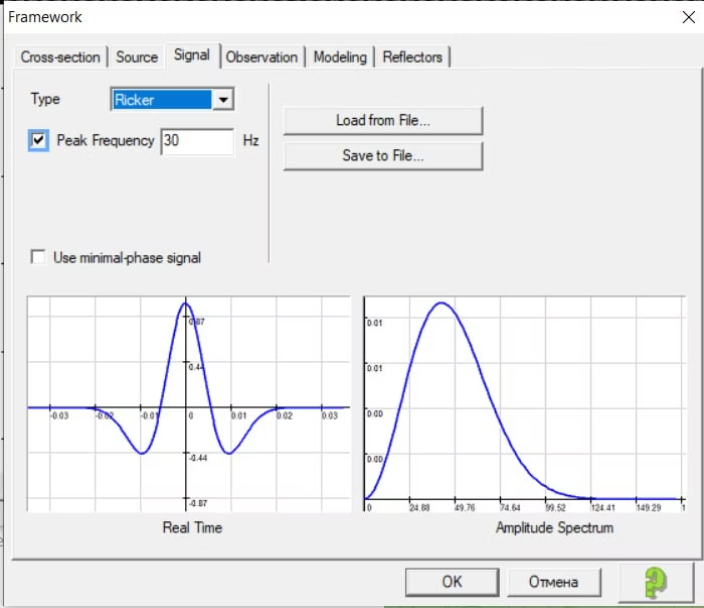 Framework
Cross-section Source Signal Observation Modeling Reflectors
Type Ricker
Peak Frequency 30 Hz
Load from File...
Save to File...
Use minimal-phase signal
0.87
0.44
-0.03 -0.02 -0.01 0 0.01 0.02 0.03
-0.44
-0.87
Real Time
0.01
0.01
0.00
0.00
0 24.88 49.76 74.64 99.52 124.41 149.29 1
Amplitude Spectrum
OK Отмена